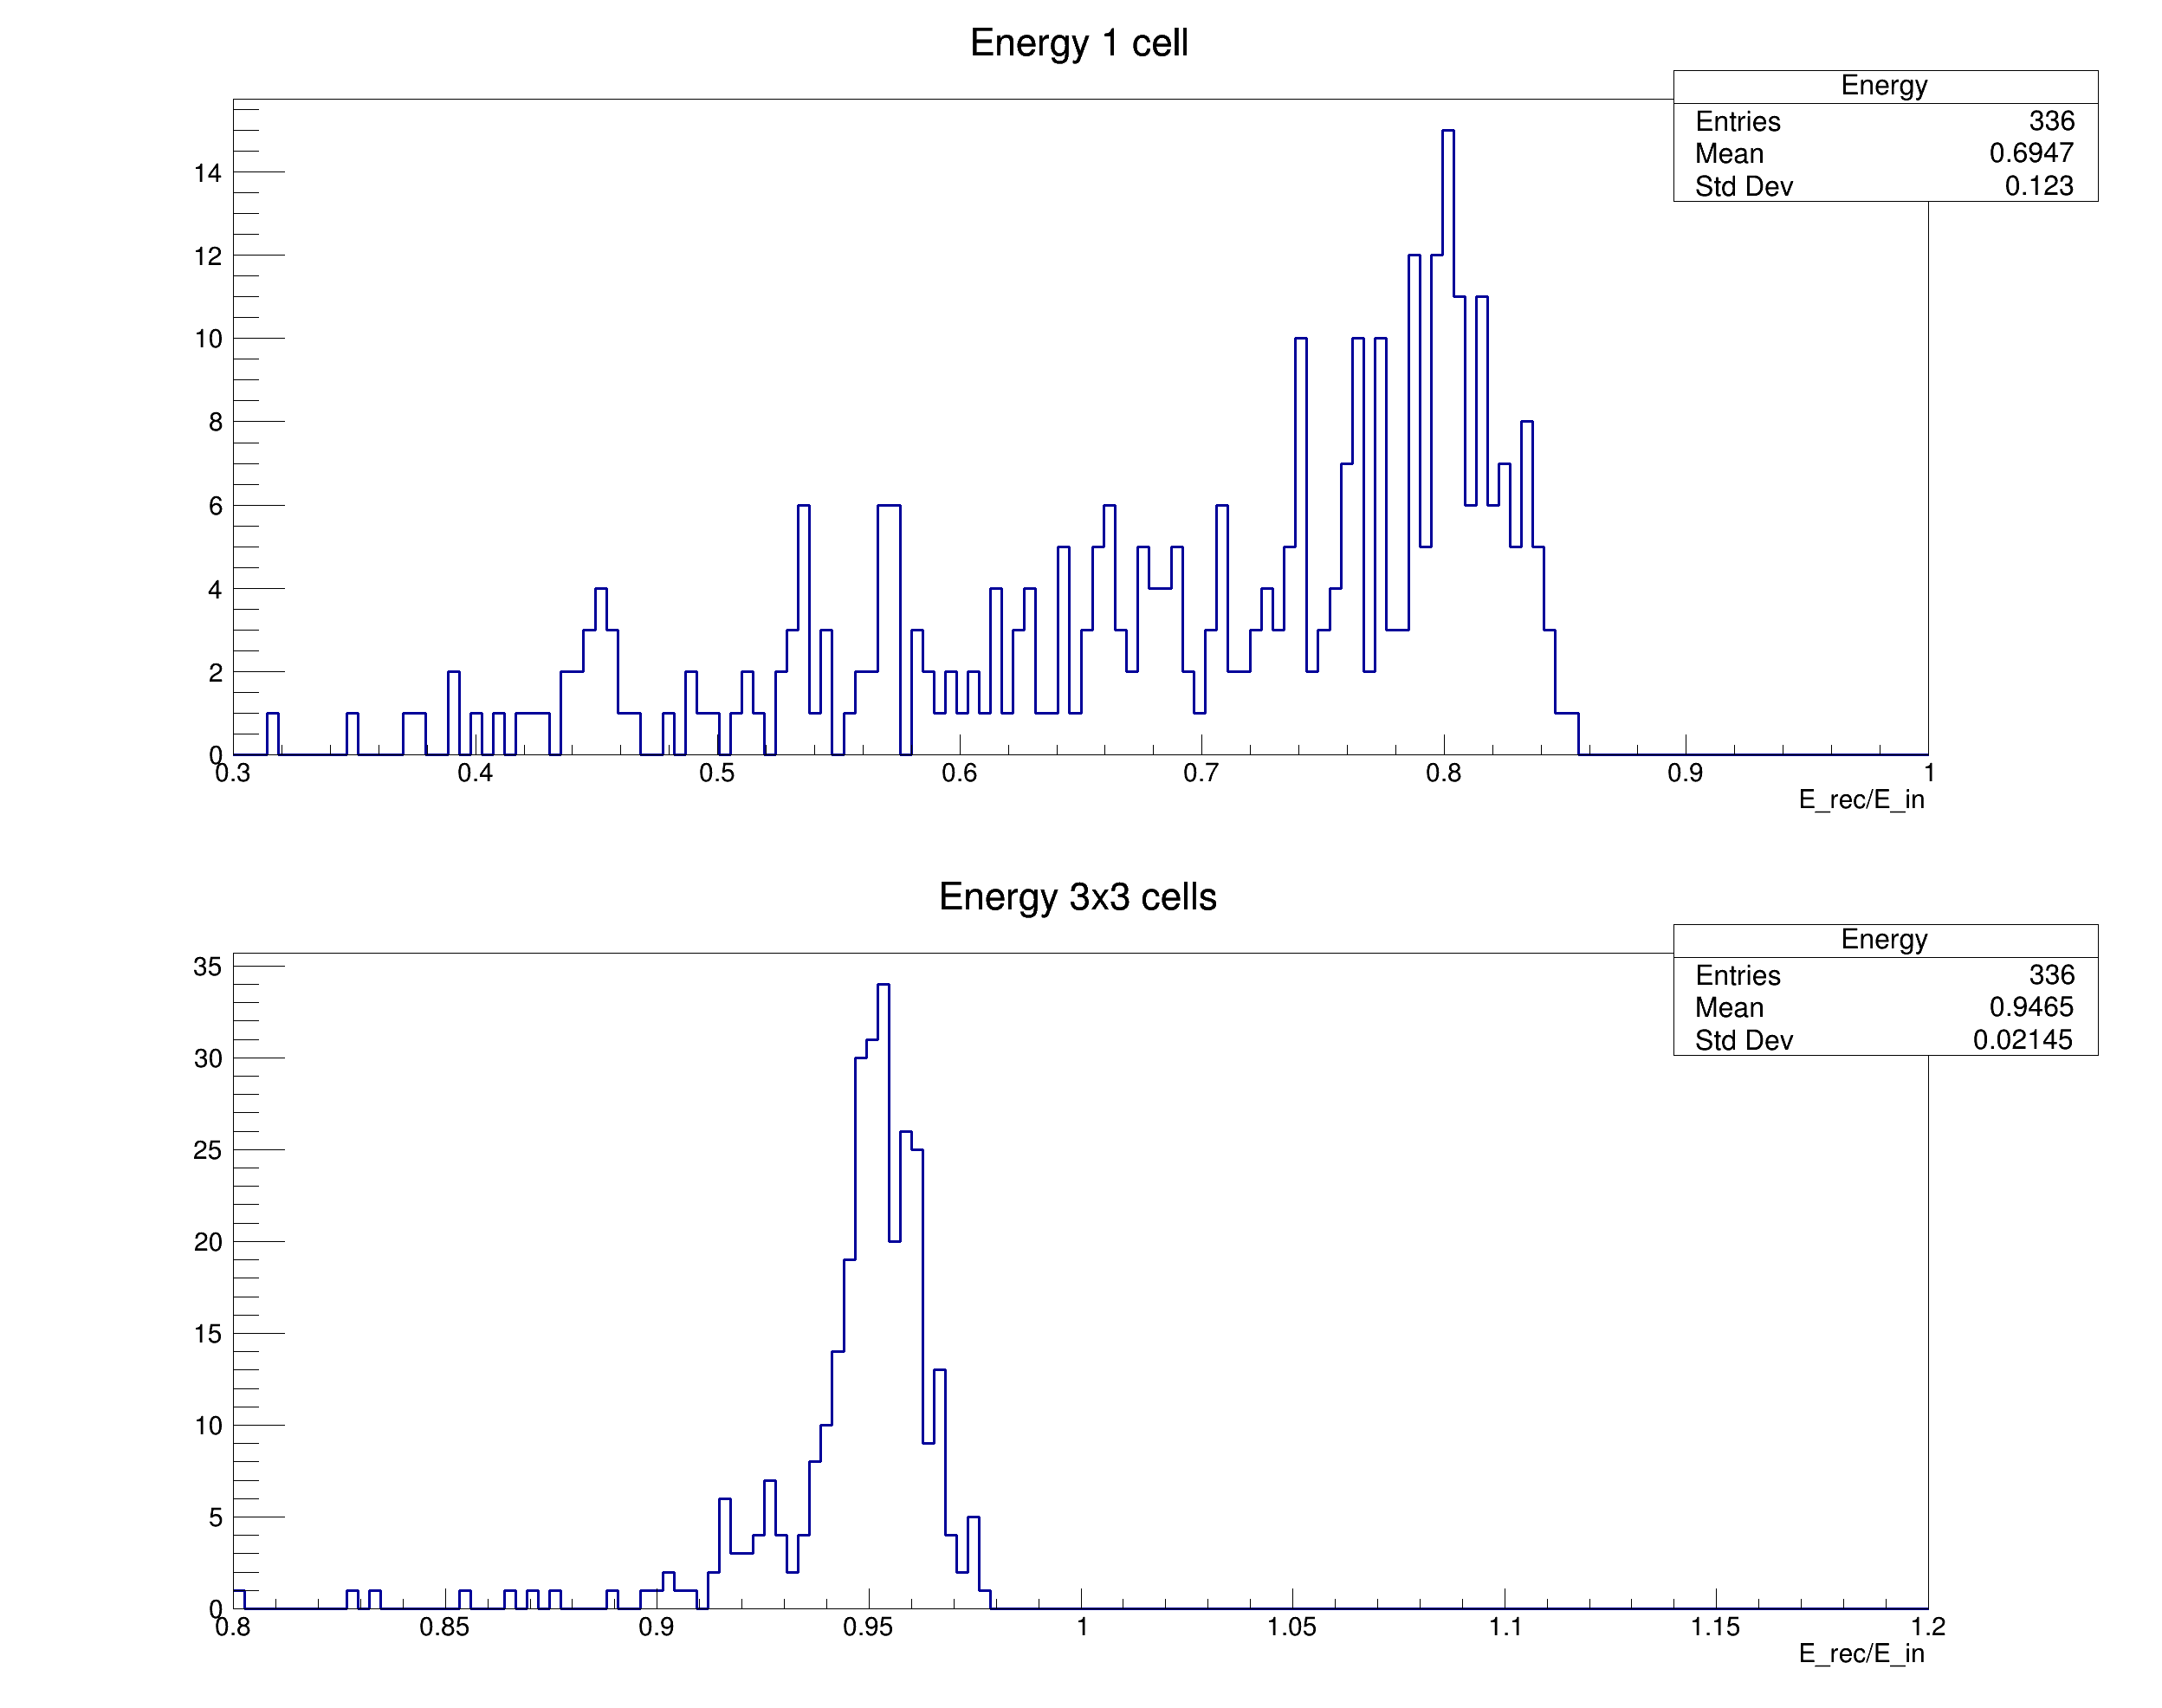 Energy 1 cell
Energy
Entries 336
Mean 0.6947
Std Dev 0.123
14
12
10
8
6
4
2
0
0.3 0.4 0.5 0.6 0.7 0.8 0.9 1
E_rec/E_in
Energy 3x3 cells
Energy
Entries 336
Mean 0.9465
Std Dev 0.02145
35
30
25
20
15
10
5
0
0.8 0.85 0.9 0.95 1 1.05 1.1 1.15 1.2
E_rec/E_in